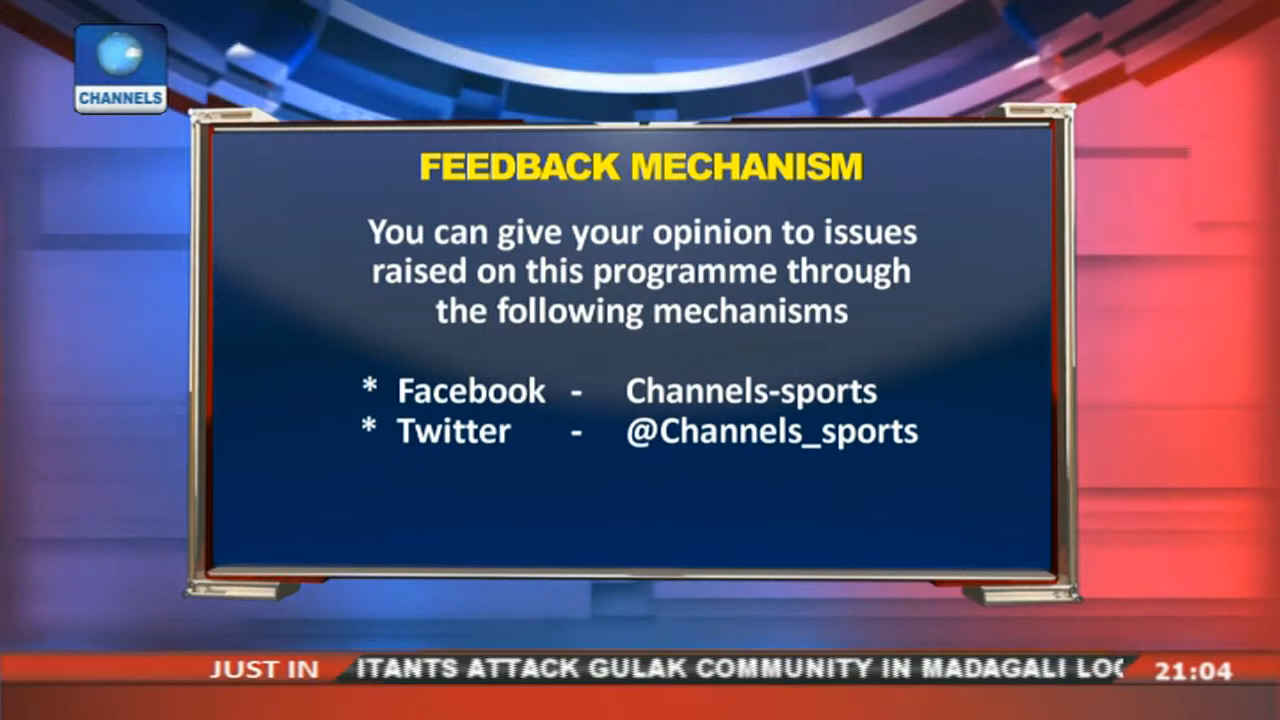 CHANNELS
FEEDBACK MECHANISM
You can give your opinion to issues
raised on this programme through
the following mechanisms
* Facebook - Channels-sports
* Twitter - @Channels_sports
JUST IN ITANTS ATTACK GULAK COMMUNITY IN MADAGALI LOC 21:04